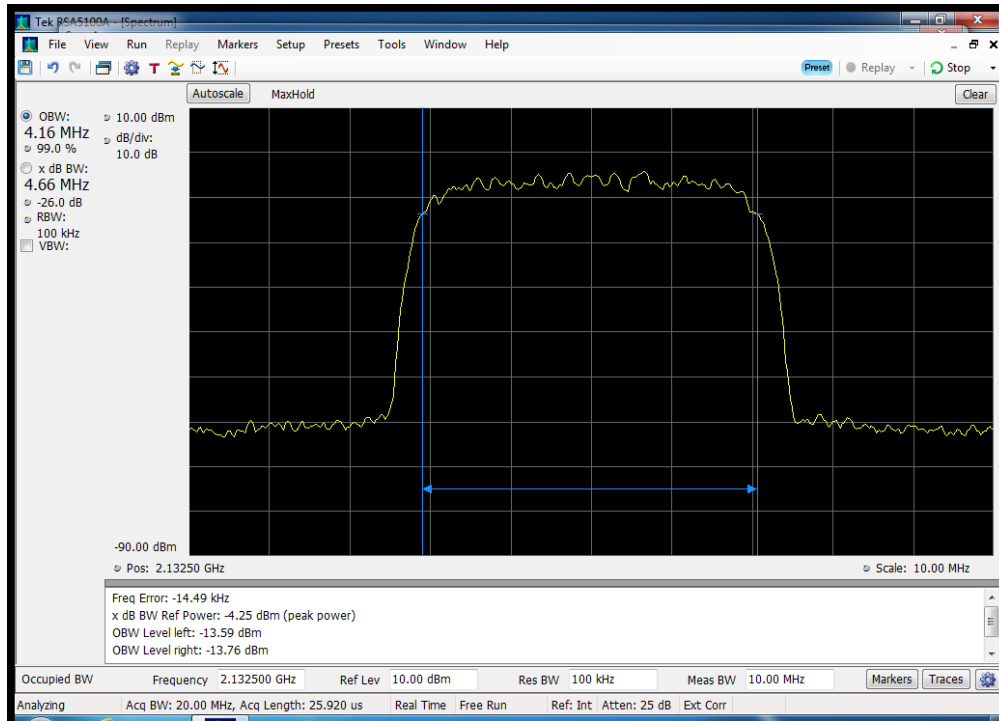 Tek RSA5100A - [Spectrum]
File View Run Replay Markers Setup Presets Tools Window Help
T Preset Replay Stop
Autoscale MaxHold Clear
OBW: 10.00 dBm
4.16 MHz dB/div:
99.0 % 10.0 dB
x dB BW:
4.66 MHz
-26.0 dB
RBW:
100 kHz
VBW:
-90.00 dBm
Pos: 2.13250 GHz Scale: 10.00 MHz
Freq Error: -14.49 kHz
x dB BW Ref Power: -4.25 dBm (peak power)
OBW Level left: -13.59 dBm
OBW Level right: -13.76 dBm
Occupied BW Frequency 2.132500 GHz Ref Lev 10.00 dBm Res BW 100 kHz Meas BW 10.00 MHz Markers Traces
Analyzing Acq BW: 20.00 MHz, Acq Length: 25.920 us Real Time Free Run Ref: Int Atten: 25 dB Ext Corr